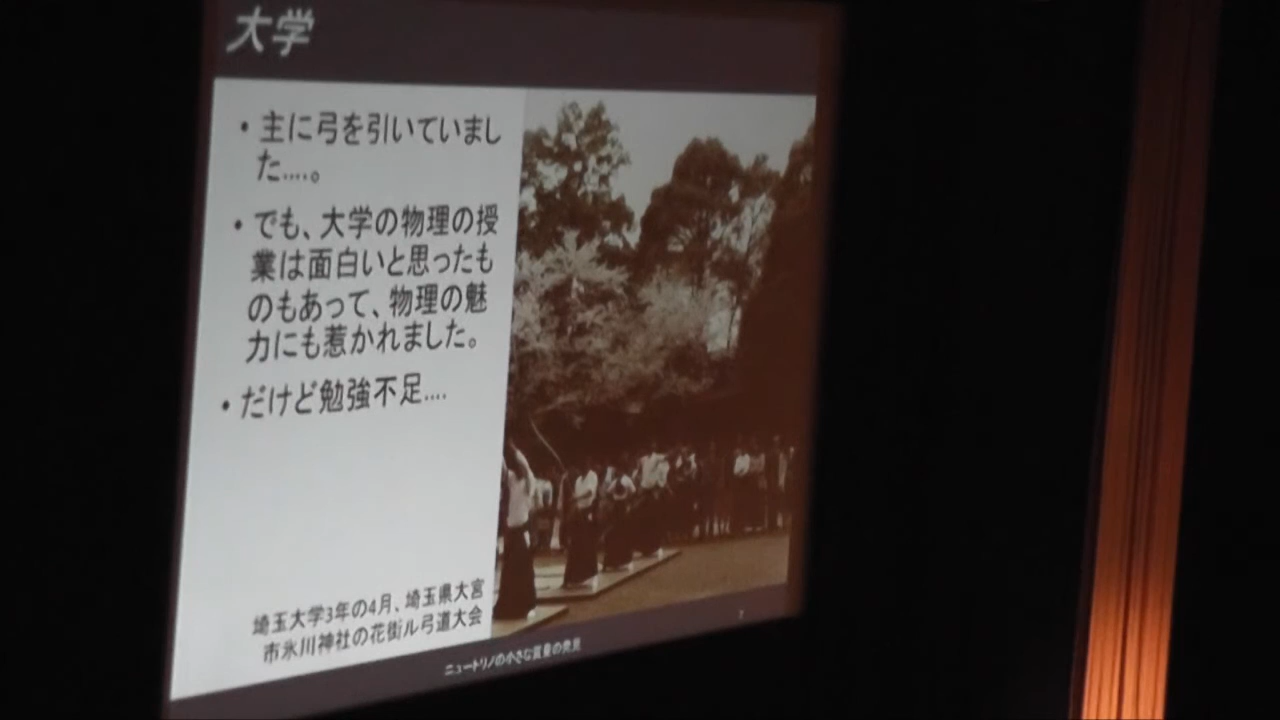 大学
• 主に弓を引いていまし
た....。
• でも、大学の物理の授
業は面白いと思ったも
のもあって、物理の魅
力にも惹かれました。
• だけど勉強不足....
埼玉大学3年の4月、埼玉県大宮
市氷川神社の花街ル弓道大会
ニュートリノの小さな質量の発見